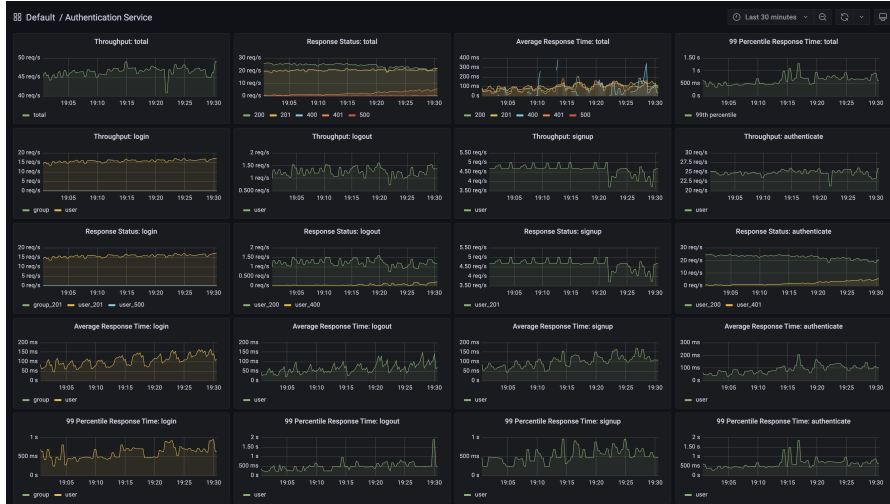 Default / Authentication Service
Last 30 minutes
Throughput: total
50 req/s
45 req/s
40 req/s
19:05 19:10 19:15 19:20 19:25 19:30
total
Response Status: total
30 req/s
20 req/s
10 req/s
0 req/s
19:05 19:10 19:15 19:20 19:25 19:30
200 201 400 401 500
Average Response Time: total
400 ms
300 ms
200 ms
100 ms
0 s
19:05 19:10 19:15 19:20 19:25 19:30
200 201 400 401 500
99 Percentile Response Time: total
1.50 s
1 s
500 ms
0 s
19:05 19:10 19:15 19:20 19:25 19:30
99th percentile
Throughput: login
20 req/s
15 req/s
10 req/s
5 req/s
0 req/s
19:05 19:10 19:15 19:20 19:25 19:30
group user
Throughput: logout
2 req/s
1.50 req/s
1 req/s
0.500 req/s
19:05 19:10 19:15 19:20 19:25 19:30
user
Throughput: signup
5.50 req/s
5 req/s
4.50 req/s
4 req/s
3.50 req/s
19:05 19:10 19:15 19:20 19:25 19:30
user
Throughput: authenticate
30 req/s
27.5 req/s
25 req/s
22.5 req/s
20 req/s
19:05 19:10 19:15 19:20 19:25 19:30
user
Response Status: login
20 req/s
15 req/s
10 req/s
5 req/s
0 req/s
19:05 19:10 19:15 19:20 19:25 19:30
group_201 user_201 user_500
Response Status: logout
2 req/s
1.50 req/s
1 req/s
0.500 req/s
0 req/s
19:05 19:10 19:15 19:20 19:25 19:30
user_200 user_400
Response Status: signup
5.50 req/s
5 req/s
4.50 req/s
4 req/s
3.50 req/s
19:05 19:10 19:15 19:20 19:25 19:30
user_201
Response Status: authenticate
30 req/s
20 req/s
10 req/s
0 req/s
19:05 19:10 19:15 19:20 19:25 19:30
user_200 user_401
Average Response Time: login
200 ms
150 ms
100 ms
50 ms
0 s
19:05 19:10 19:15 19:20 19:25 19:30
group user
Average Response Time: logout
200 ms
150 ms
100 ms
50 ms
0 s
19:05 19:10 19:15 19:20 19:25 19:30
user
Average Response Time: signup
200 ms
150 ms
100 ms
50 ms
0 s
19:05 19:10 19:15 19:20 19:25 19:30
user
Average Response Time: authenticate
300 ms
200 ms
100 ms
0 s
19:05 19:10 19:15 19:20 19:25 19:30
user
99 Percentile Response Time: login
1 s
500 ms
0 s
19:05 19:10 19:15 19:20 19:25 19:30
group user
99 Percentile Response Time: logout
2 s
1.50 s
1 s
500 ms
0 s
19:05 19:10 19:15 19:20 19:25 19:30
user
99 Percentile Response Time: signup
1 s
500 ms
0 s
19:05 19:10 19:15 19:20 19:25 19:30
user
99 Percentile Response Time: authenticate
2 s
1.50 s
1 s
500 ms
0 s
19:05 19:10 19:15 19:20 19:25 19:30
user